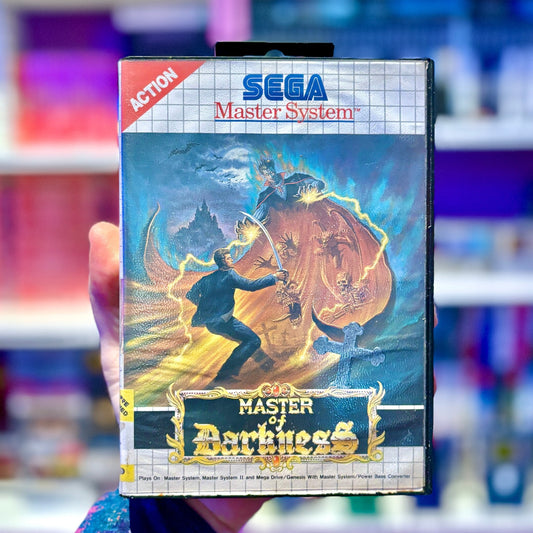 ACTION
SEGA
Master System™
MASTER
of
DarknesS
Plays On: Master System, Master System II and Mega Drive/Genesis With Master System/Power Base Converter